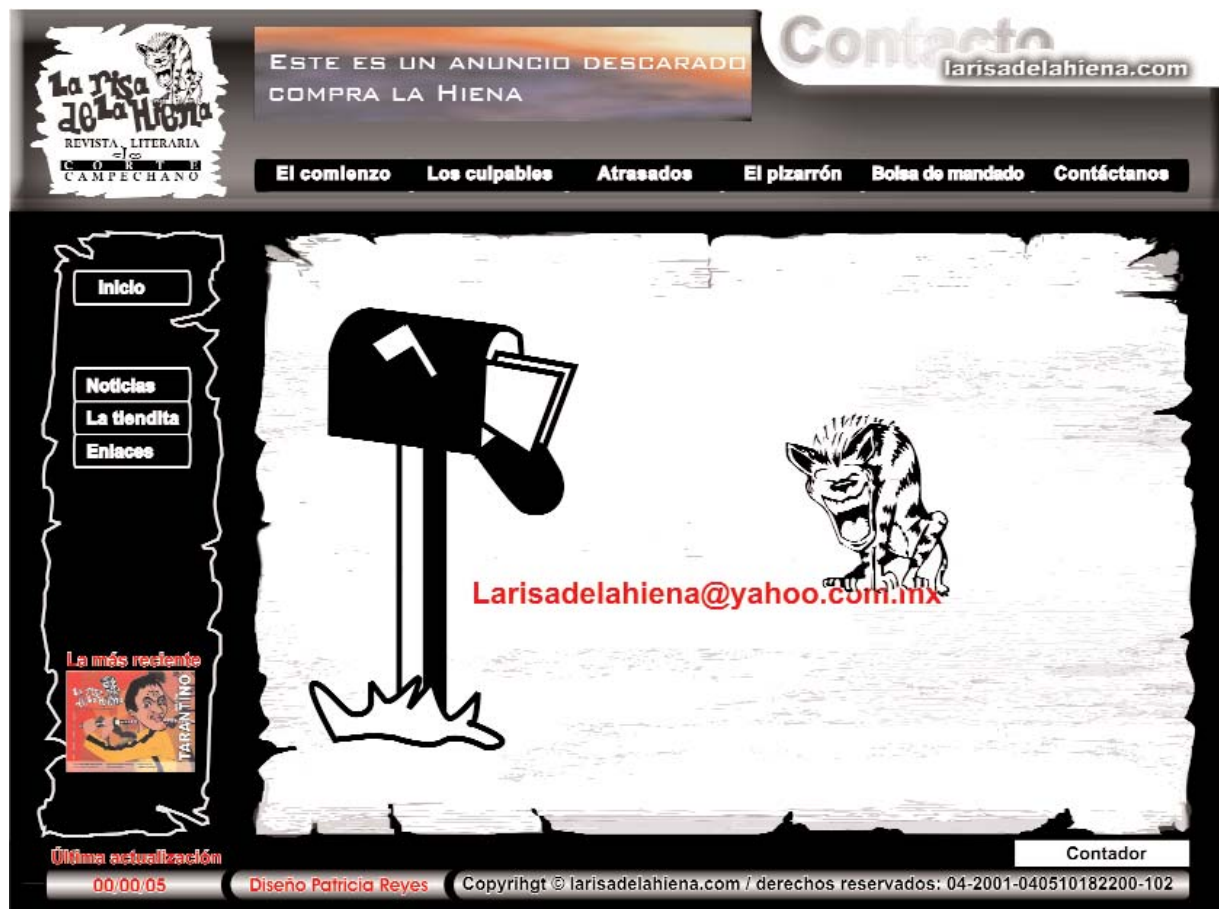 La risa
de la Hiena
REVISTA LITERARIA
CORTE
CAMPECHANO
ESTE ES UN ANUNCIO DESCARADO
COMPRA LA HIENA
Contacto
larisadelahiena.com
El comienzo Los culpables Atrasados El pizarrón Bolsa de mandado Contáctanos
Inicio
Noticias
La tiendita
Enlaces
Larisadelahiena@yahoo.com.mx
La más reciente
TARANTINO
Última actualización
00/00/05
Contador
Diseño Patricia Reyes
Copyrihgt © larisadelahiena.com / derechos reservados: 04-2001-040510182200-102